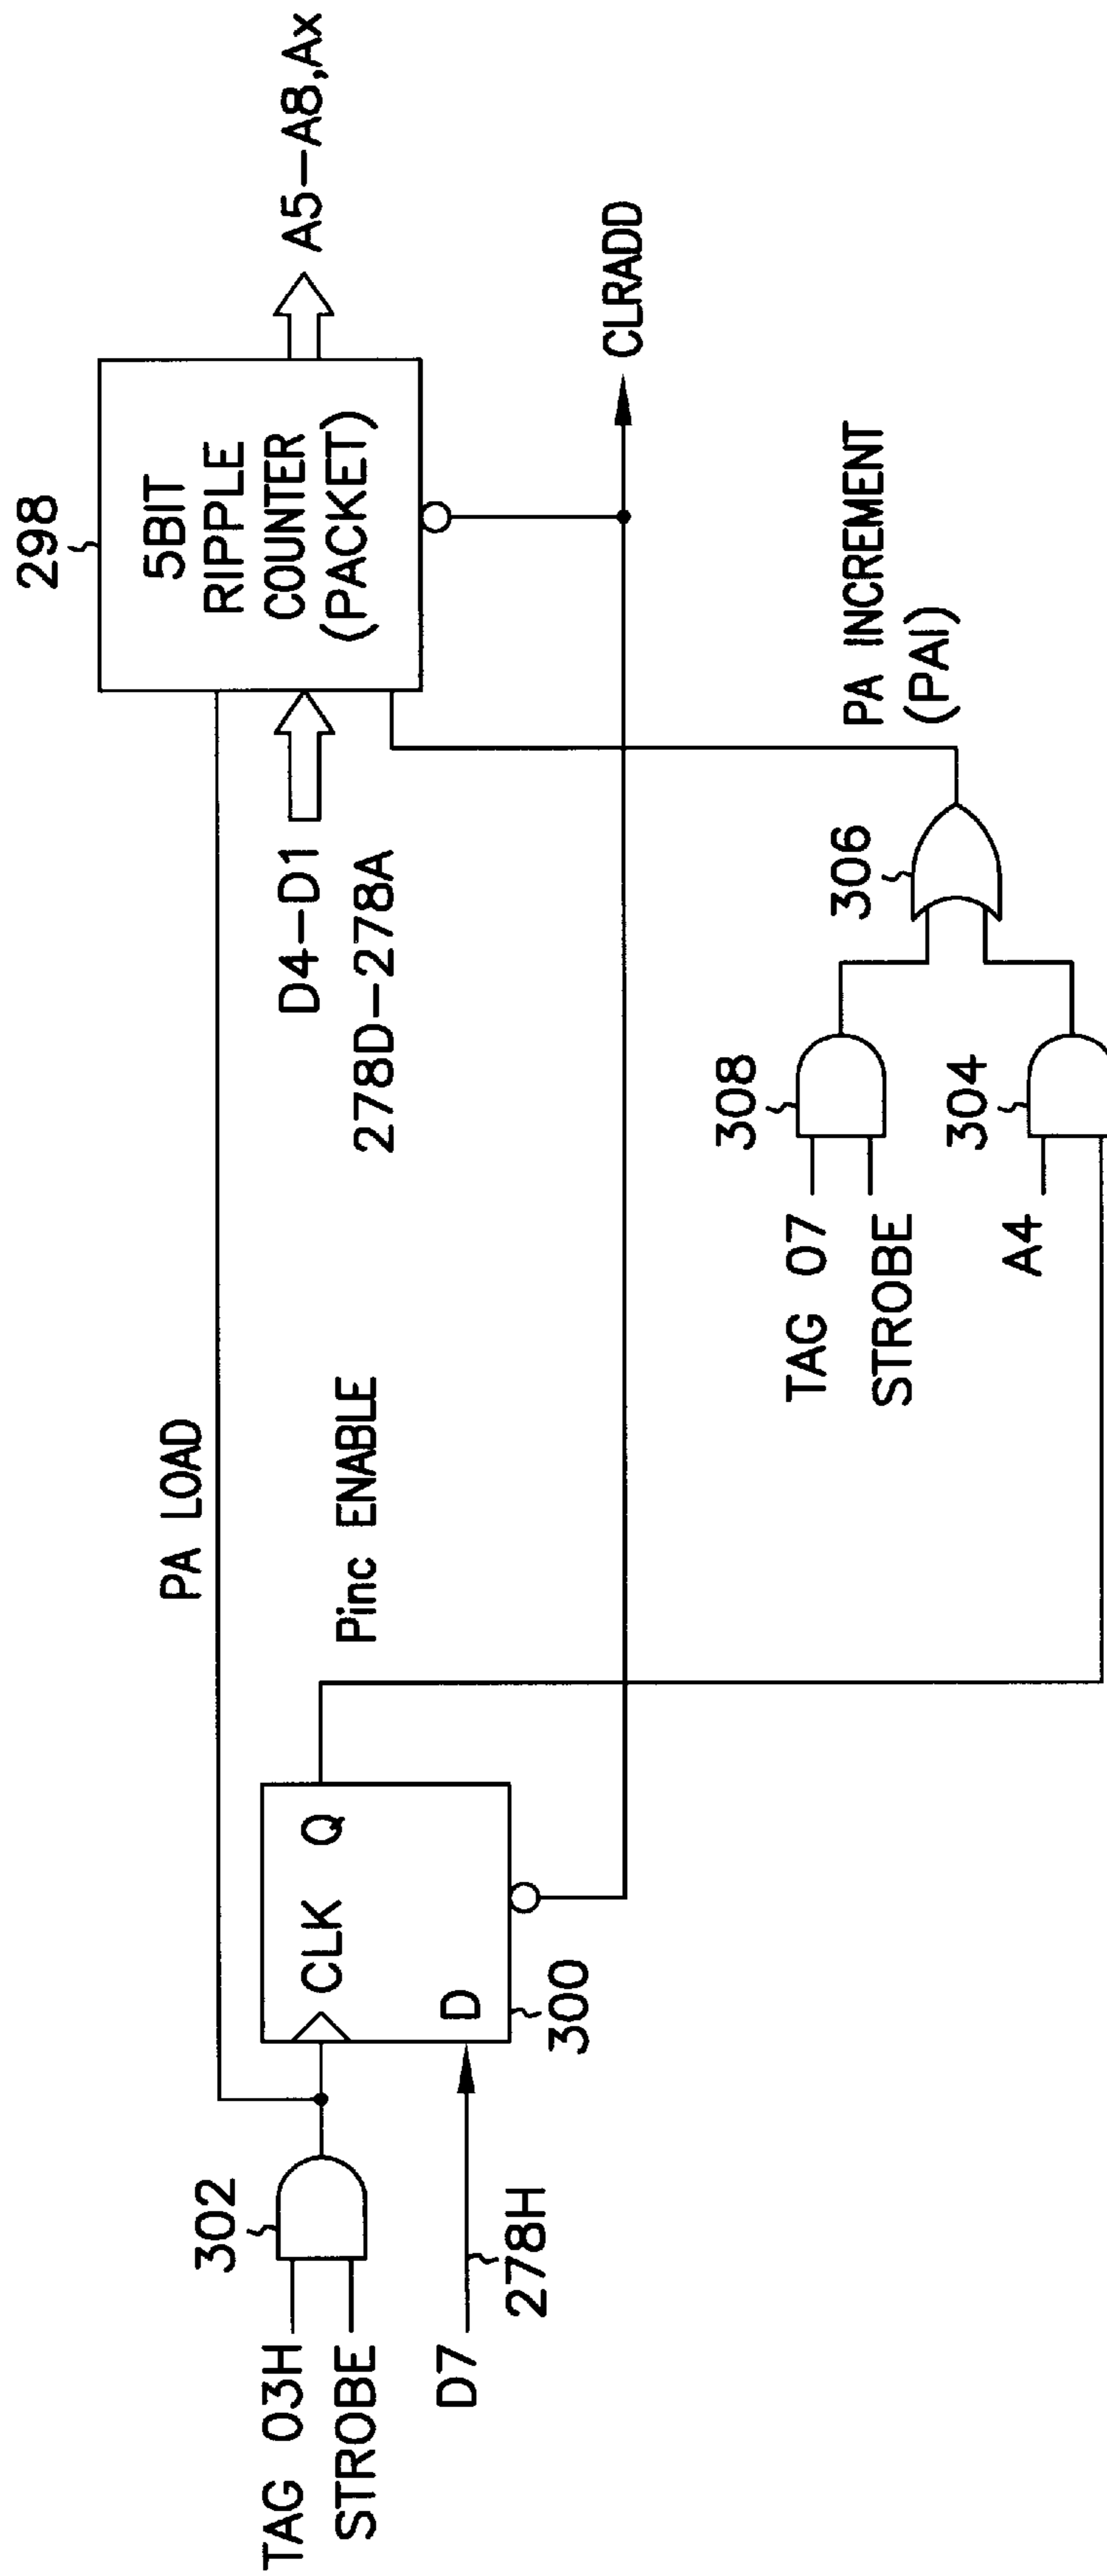 298
5BIT
RIPPLE
COUNTER
(PACKET)
A5-A8,Ax
PA LOAD
D4-D1
278D-278A
Pinc ENABLE
CLRADD
302
TAG 03H
STROBE
CLK Q
D
300
D7
278H
PA INCREMENT
(PAI)
306
308
TAG 07
STROBE
304
A4